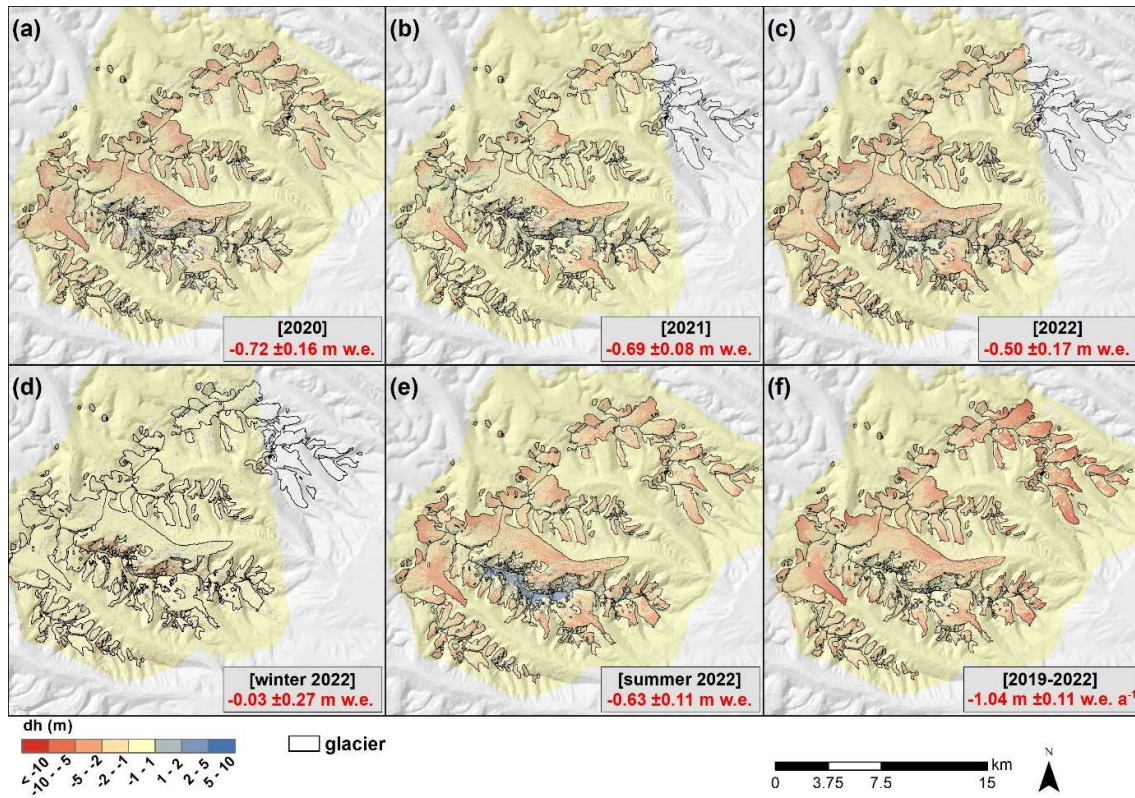 (a)
(b)
(c)
[2020]
-0.72 ±0.16 m w.e.
[2021]
-0.69 ±0.08 m w.e.
[2022]
-0.50 ±0.17 m w.e.
(d)
(e)
(f)
[winter 2022]
-0.03 ±0.27 m w.e.
[summer 2022]
-0.63 ±0.11 m w.e.
[2019-2022]
-1.04 m ±0.11 w.e. a⁻¹
dh (m)
< -10
-10 - -5
-5 - -2
-2 - -1
-1 - 1
1 - 2
2 - 5
5 - 10
glacier
km
0 3.75 7.5 15
N